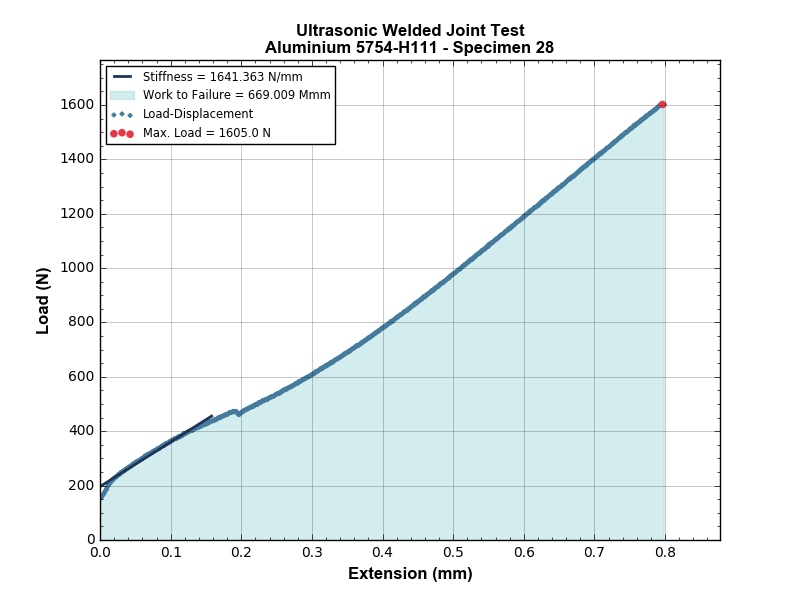 Ultrasonic Welded Joint Test
Aluminium 5754-H111 - Specimen 28
Stiffness = 1641.363 N/mm
Work to Failure = 669.009 Mmm
Load-Displacement
Max. Load = 1605.0 N
1600
1400
1200
1000
800
600
400
200
0
Load (N)
0.0 0.1 0.2 0.3 0.4 0.5 0.6 0.7 0.8
Extension (mm)